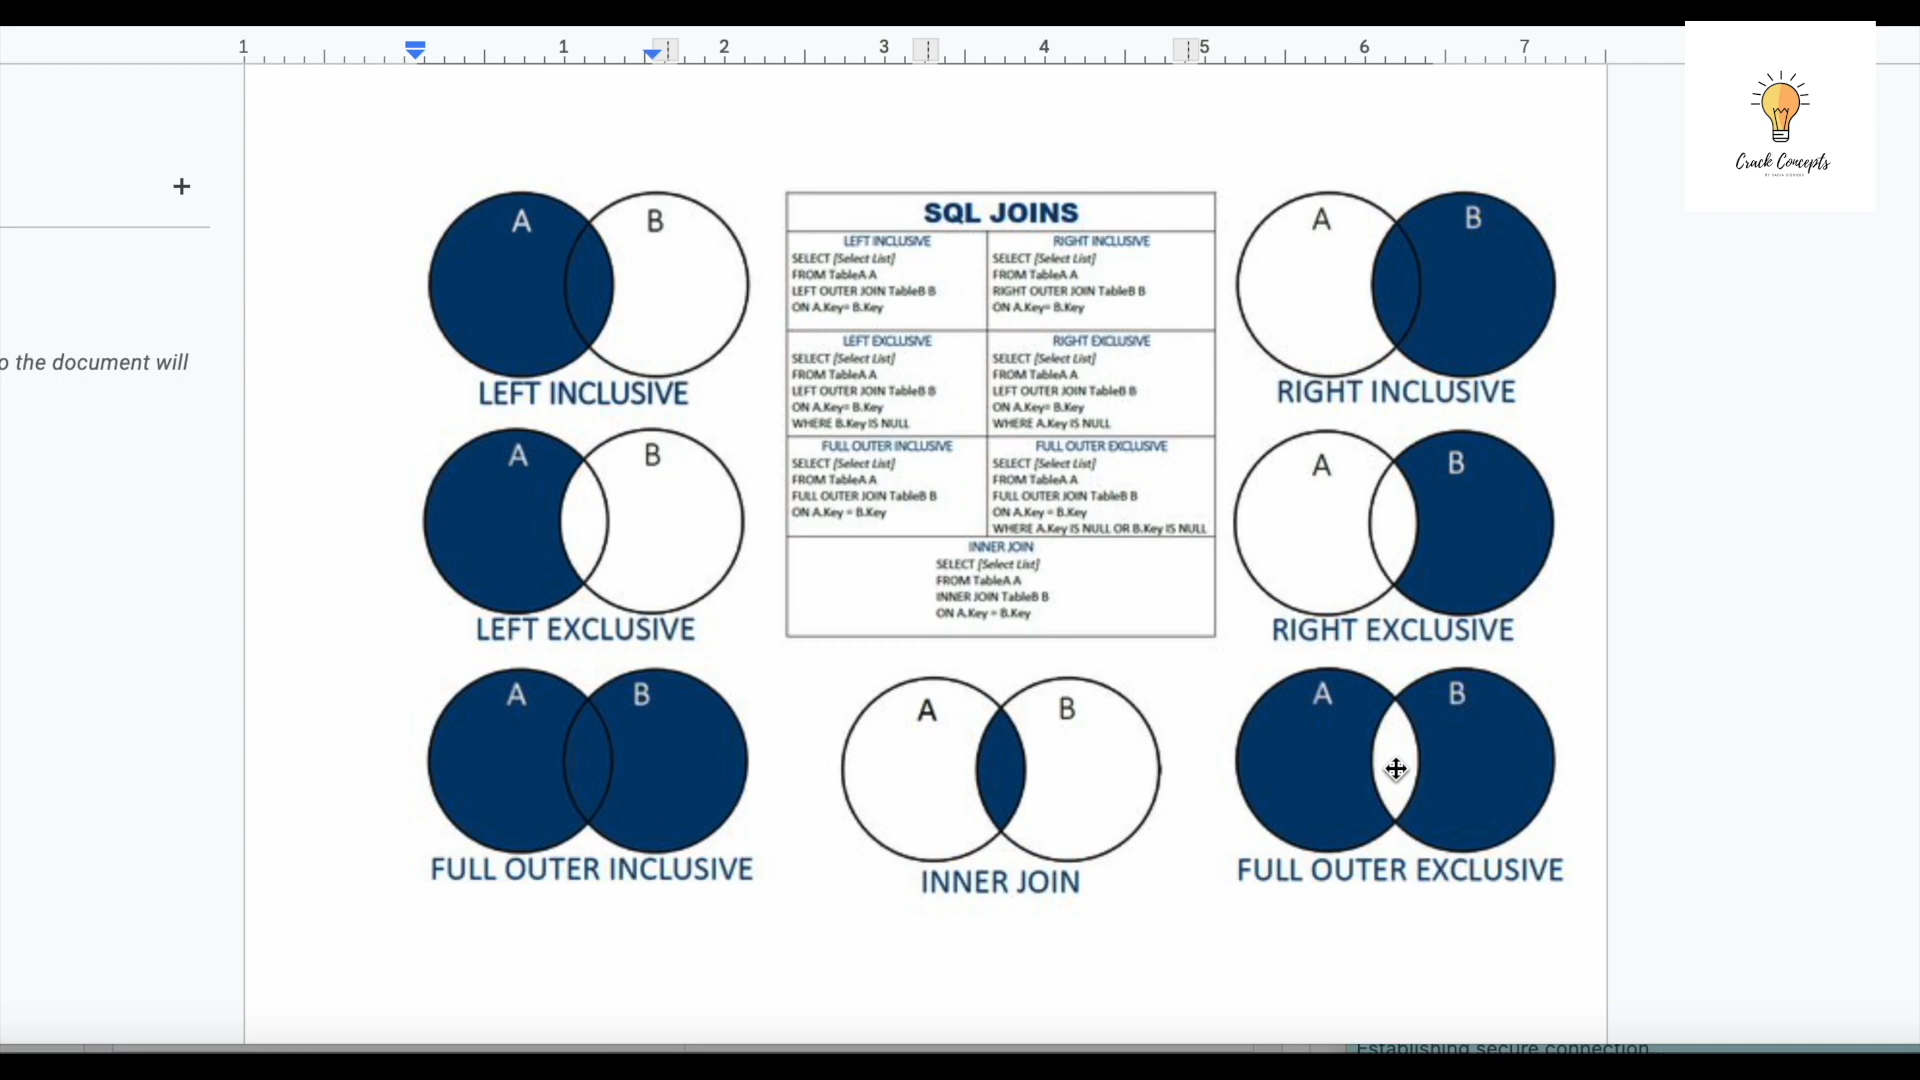 1 1 2 3 4 5 6 7
Crack Concepts
+
o the document will
A B
LEFT INCLUSIVE
A B
LEFT EXCLUSIVE
A B
FULL OUTER INCLUSIVE
SQL JOINS
LEFT INCLUSIVE
SELECT [Select List]
FROM TableA A
LEFT OUTER JOIN TableB B
ON A.Key= B.Key
RIGHT INCLUSIVE
SELECT [Select List]
FROM TableA A
RIGHT OUTER JOIN TableB B
ON A.Key= B.Key
LEFT EXCLUSIVE
SELECT [Select List]
FROM TableA A
LEFT OUTER JOIN TableB B
ON A.Key= B.Key
WHERE B.Key IS NULL
RIGHT EXCLUSIVE
SELECT [Select List]
FROM TableA A
LEFT OUTER JOIN TableB B
ON A.Key= B.Key
WHERE A.Key IS NULL
FULL OUTER INCLUSIVE
SELECT [Select List]
FROM TableA A
FULL OUTER JOIN TableB B
ON A.Key = B.Key
FULL OUTER EXCLUSIVE
SELECT [Select List]
FROM TableA A
FULL OUTER JOIN TableB B
ON A.Key = B.Key
WHERE A.Key IS NULL OR B.Key IS NULL
INNER JOIN
SELECT [Select List]
FROM TableA A
INNER JOIN TableB B
ON A.Key = B.Key
A B
INNER JOIN
A B
RIGHT INCLUSIVE
A B
RIGHT EXCLUSIVE
A B
FULL OUTER EXCLUSIVE
Establishing secure connection...